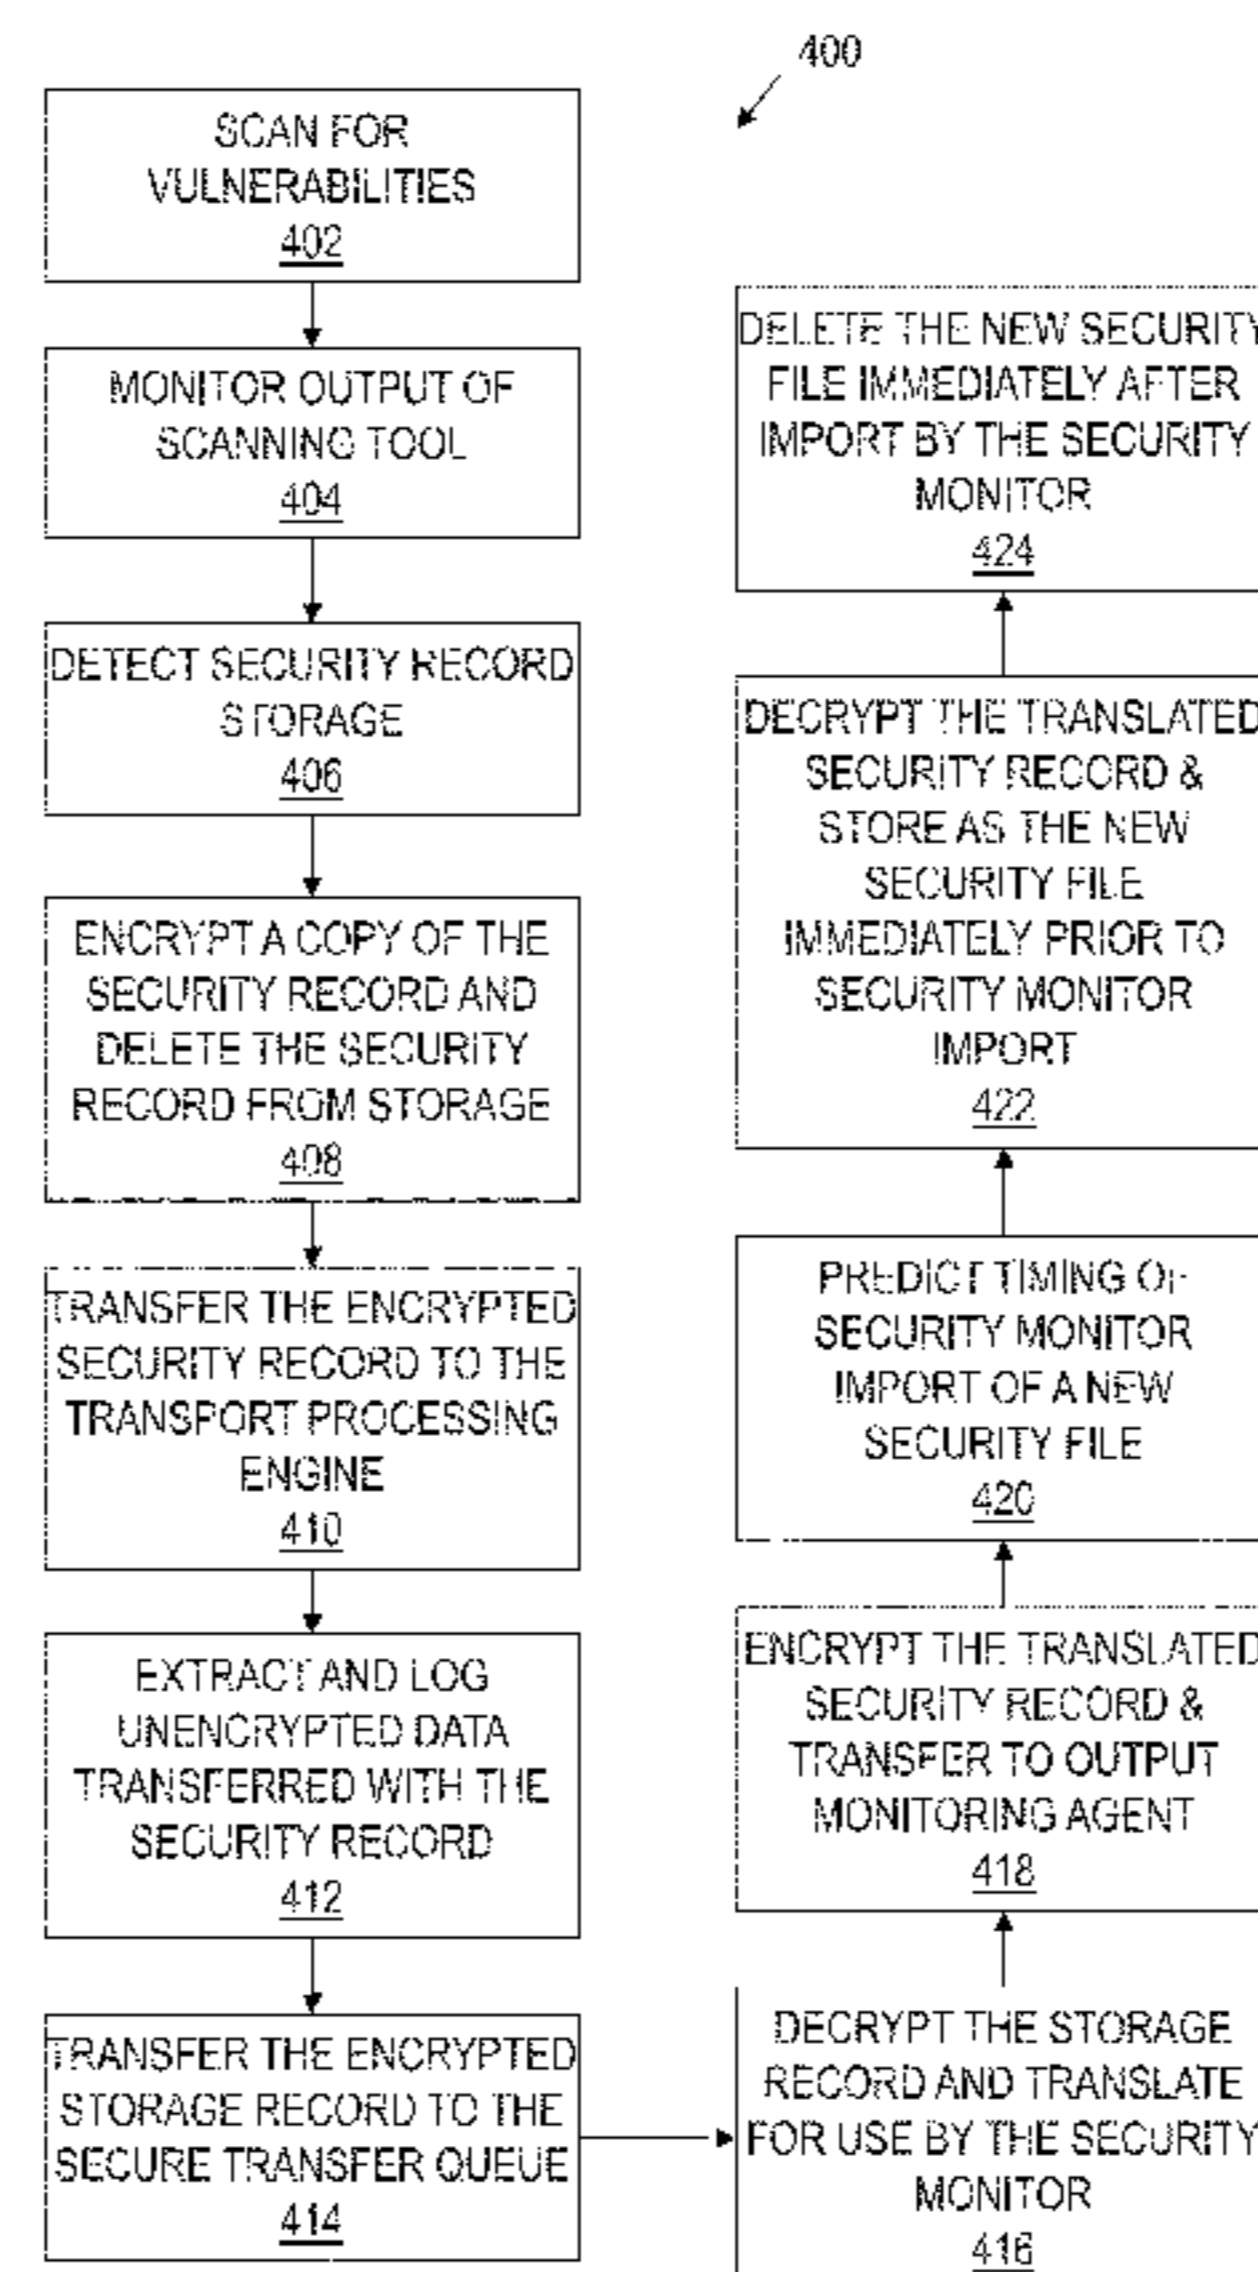 400
SCAN FOR
VULNERABILITIES
402
MONITOR OUTPUT OF
SCANNING TOOL
404
DETECT SECURITY RECORD
STORAGE
406
ENCRYPT A COPY OF THE
SECURITY RECORD AND
DELETE THE SECURITY
RECORD FROM STORAGE
408
TRANSFER THE ENCRYPTED
SECURITY RECORD TO THE
TRANSPORT PROCESSING
ENGINE
410
EXTRACT AND LOG
UNENCRYPTED DATA
TRANSFERRED WITH THE
SECURITY RECORD
412
TRANSFER THE ENCRYPTED
STORAGE RECORD TO THE
SECURE TRANSFER QUEUE
414
DECRYPT THE STORAGE
RECORD AND TRANSLATE
FOR USE BY THE SECURITY
MONITOR
416
ENCRYPT THE TRANSLATED
SECURITY RECORD &
TRANSFER TO OUTPUT
MONITORING AGENT
418
PREDICT TIMING OF
SECURITY MONITOR
IMPORT OF A NEW
SECURITY FILE
420
DECRYPT THE TRANSLATED
SECURITY RECORD &
STORE AS THE NEW
SECURITY FILE
IMMEDIATELY PRIOR TO
SECURITY MONITOR
IMPORT
422
DELETE THE NEW SECURITY
FILE IMMEDIATELY AFTER
IMPORT BY THE SECURITY
MONITOR
424